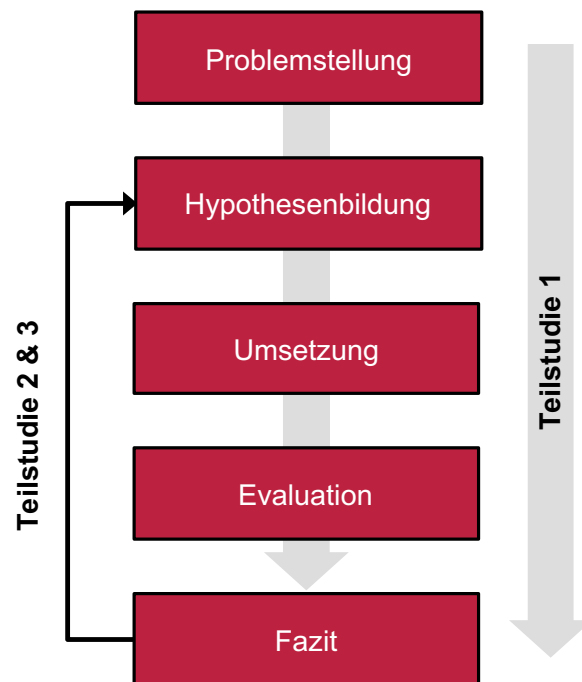 Problemstellung
Hypothesenbildung
Umsetzung
Evaluation
Fazit
Teilstudie 2 & 3
Teilstudie 1